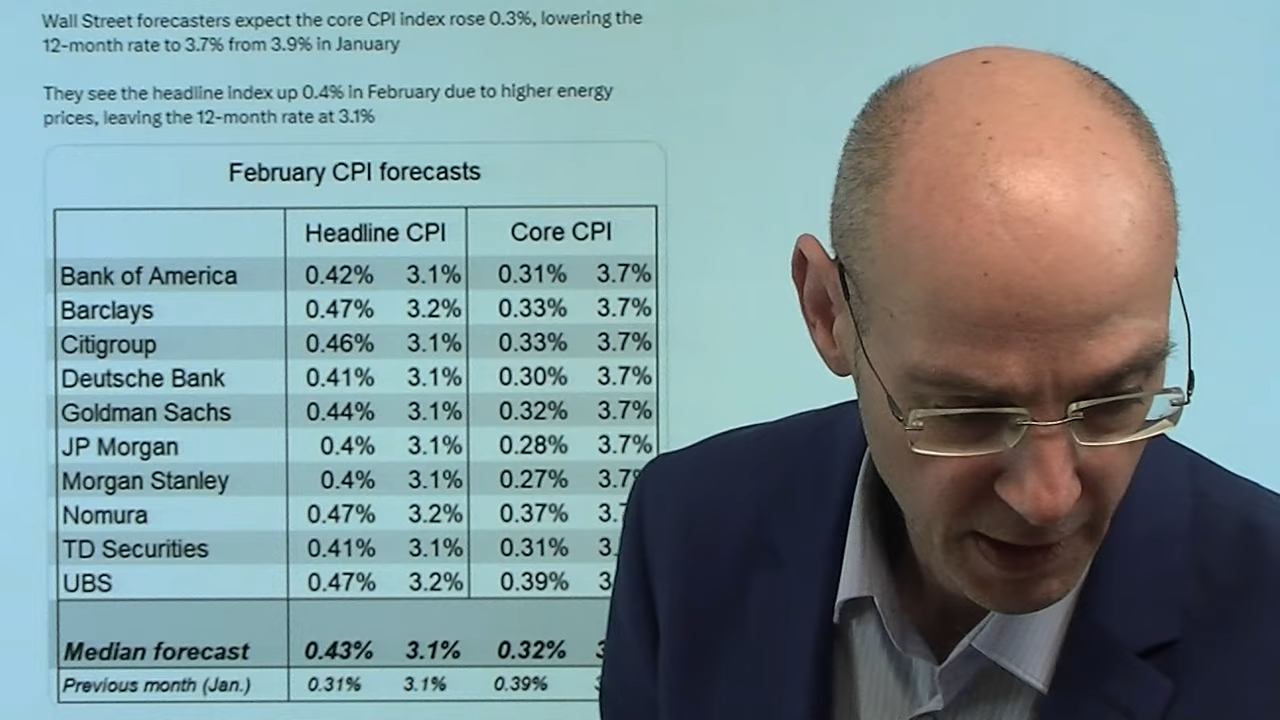 Wall Street forecasters expect the core CPI index rose 0.3%, lowering the
12-month rate to 3.7% from 3.9% in January
They see the headline index up 0.4% in February due to higher energy
prices, leaving the 12-month rate at 3.1%
February CPI forecasts
Headline CPI Core CPI
Bank of America 0.42% 3.1% 0.31% 3.7%
Barclays 0.47% 3.2% 0.33% 3.7%
Citigroup 0.46% 3.1% 0.33% 3.7%
Deutsche Bank 0.41% 3.1% 0.30% 3.7%
Goldman Sachs 0.44% 3.1% 0.32% 3.7%
JP Morgan 0.4% 3.1% 0.28% 3.7%
Morgan Stanley 0.4% 3.1% 0.27% 3.7
Nomura 0.47% 3.2% 0.37% 3.
TD Securities 0.41% 3.1% 0.31% 3.
UBS 0.47% 3.2% 0.39% 3
Median forecast 0.43% 3.1% 0.32%
Previous month (Jan.) 0.31% 3.1% 0.39%